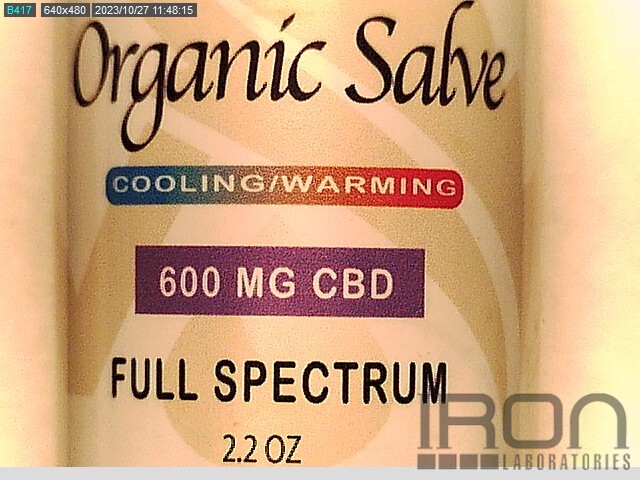 B417 640x480 2023/10/27 11:48:15
Organic Salve
COOLING/WARMING
600 MG CBD
FULL SPECTRUM
2.2 OZ
IRON
LABORATORIES